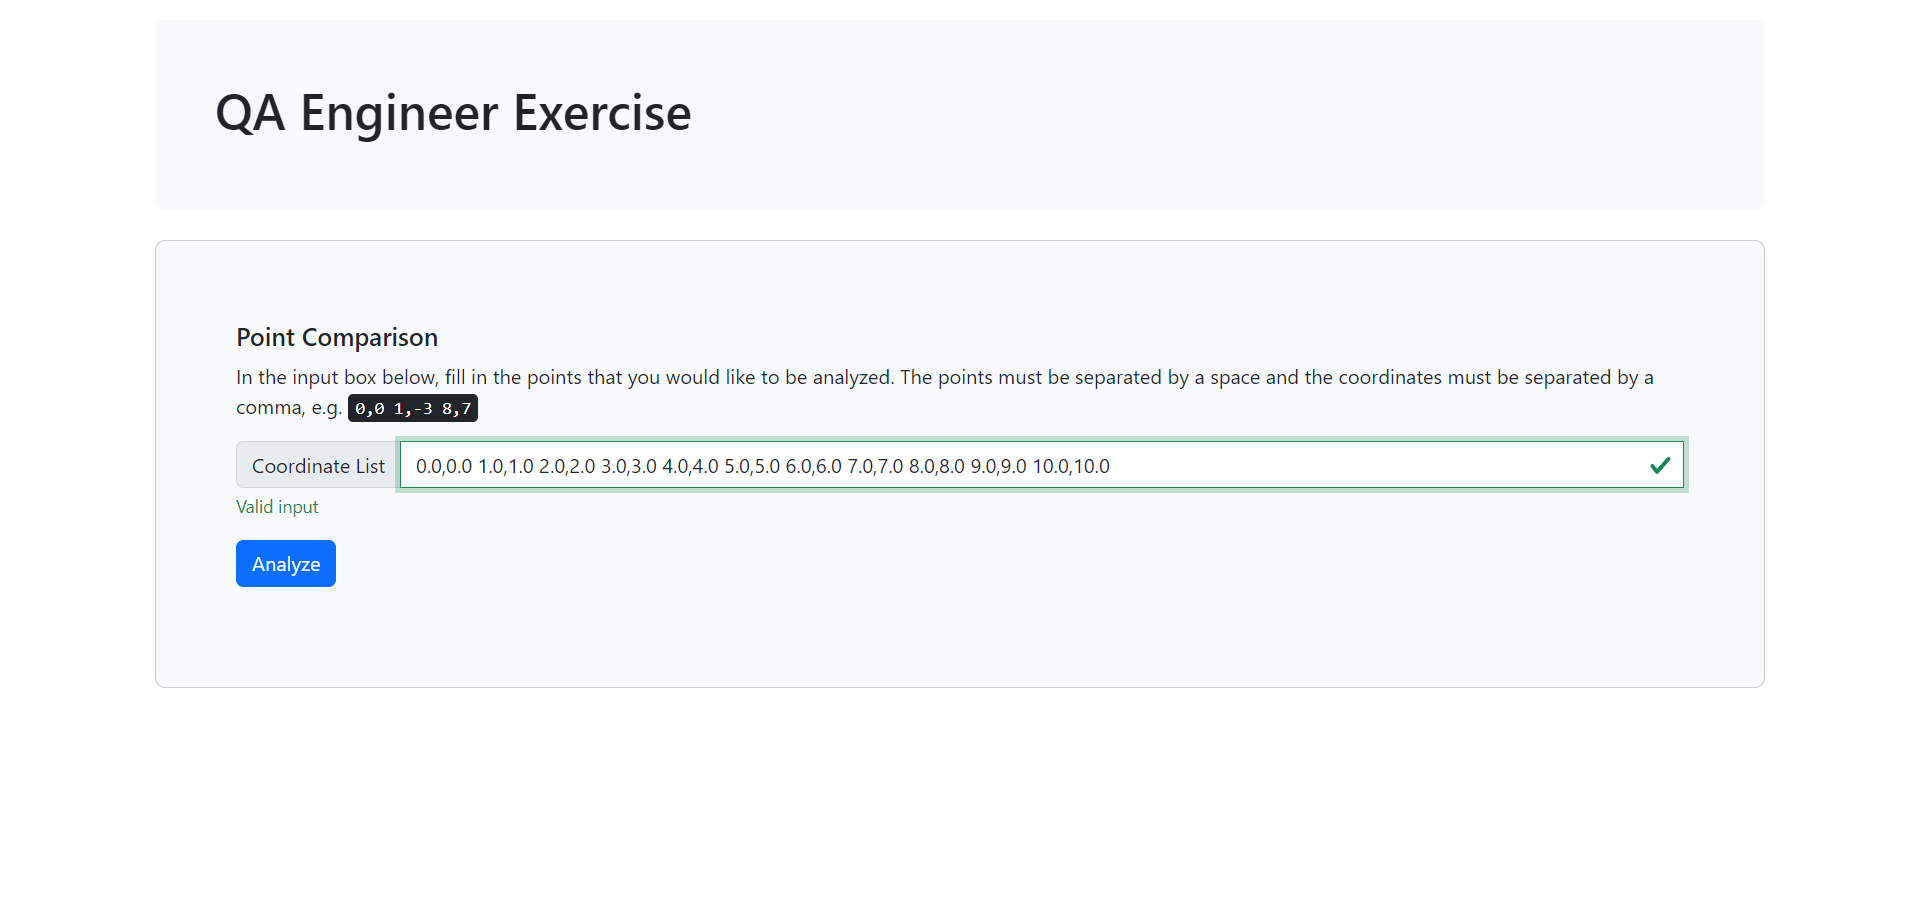 QA Engineer Exercise
Point Comparison
In the input box below, fill in the points that you would like to be analyzed. The points must be separated by a space and the coordinates must be separated by a
comma, e.g. 0,0 1,-3 8,7
Coordinate List 0.0,0.0 1.0,1.0 2.0,2.0 3.0,3.0 4.0,4.0 5.0,5.0 6.0,6.0 7.0,7.0 8.0,8.0 9.0,9.0 10.0,10.0
Valid input
Analyze